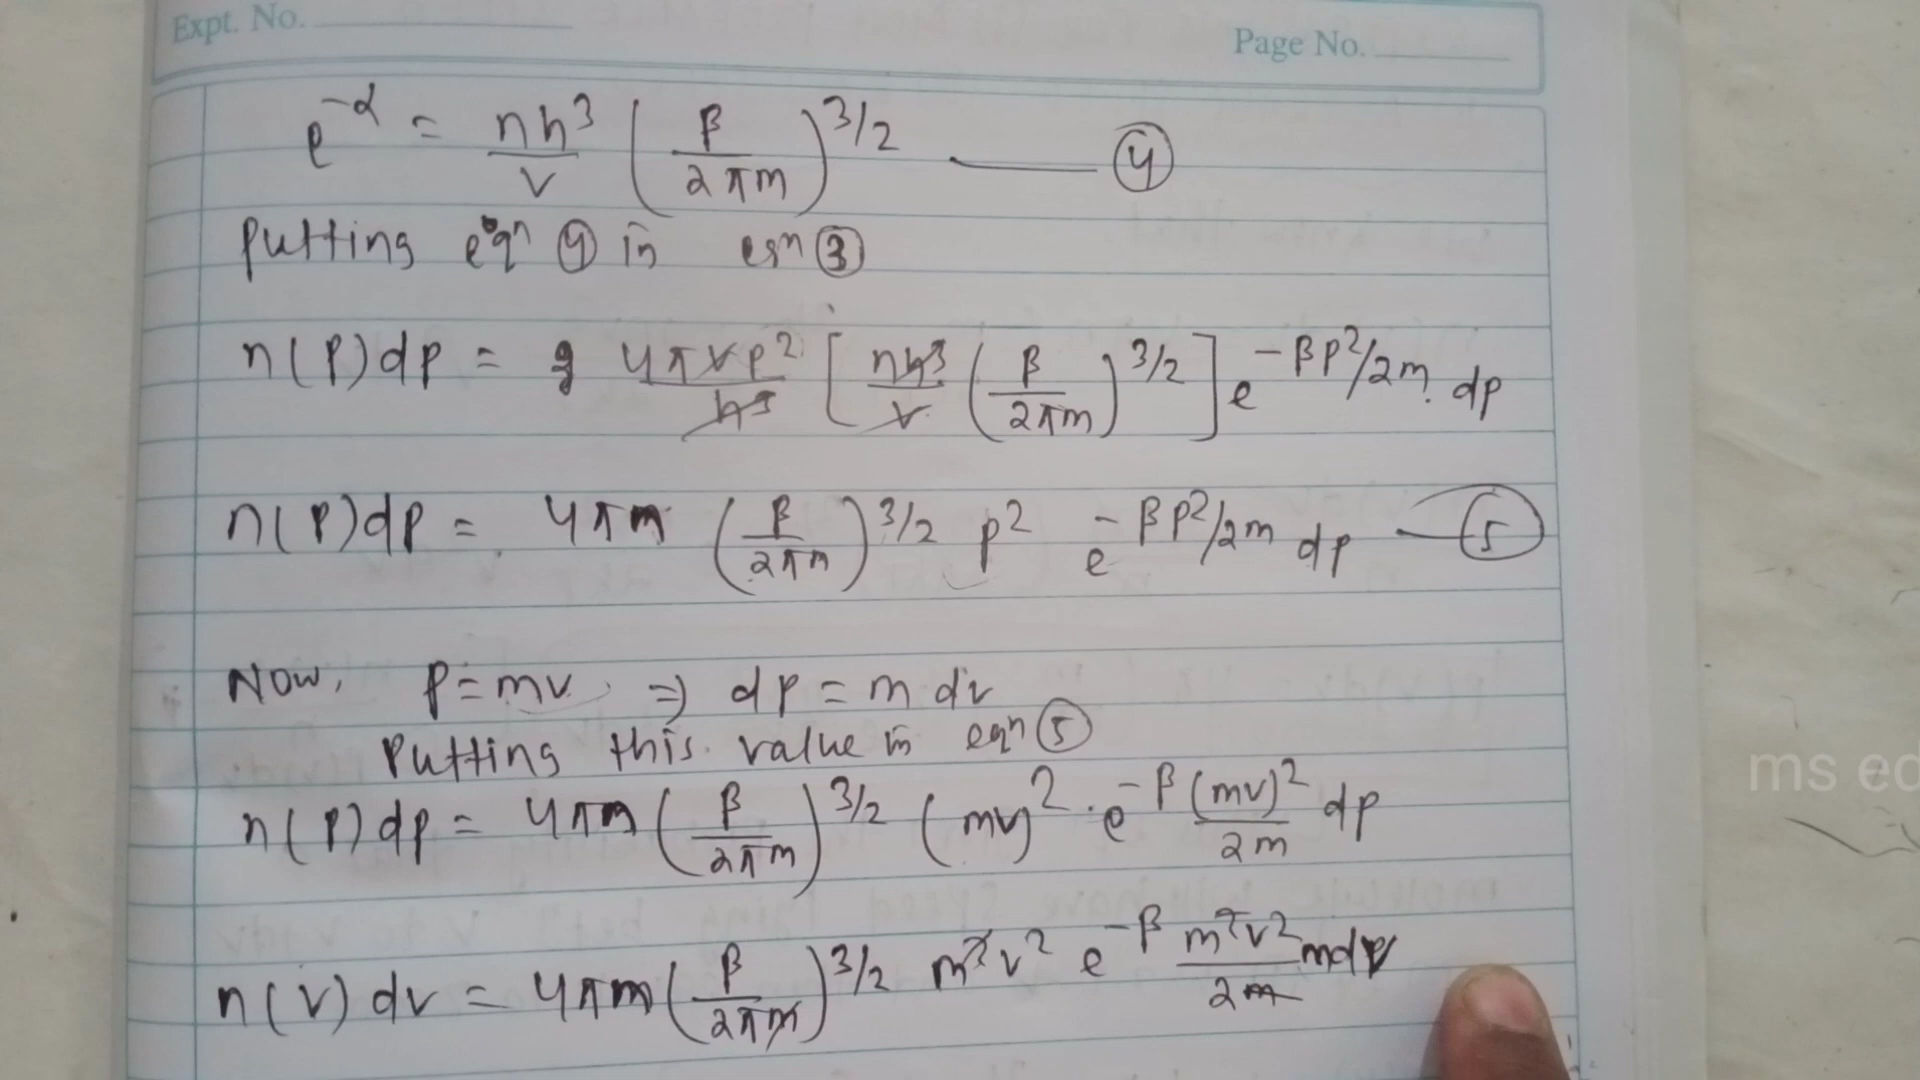 Expt. No.
Page No.
e^-α = nh³/V (β/2πm)^3/2 — (4)
Putting eqn (4) in eqn (3)
n(P)dp = g 4πVP²/h³ [nh³/V (β/2πm)^3/2] e^-βP²/2m dp
n(P)dp = 4πn (β/2πm)^3/2 p² e^-βP²/2m dp — (5)
Now, P=mv ⇒ dp = m dv
Putting this value in eqn (5)
n(P)dp = 4πn (β/2πm)^3/2 (mv)² · e^-β(mv)²/2m dp
n(v) dv = 4πn (β/2πm)^3/2 m²v² e^-β m²v²/2m mdv
ms ed